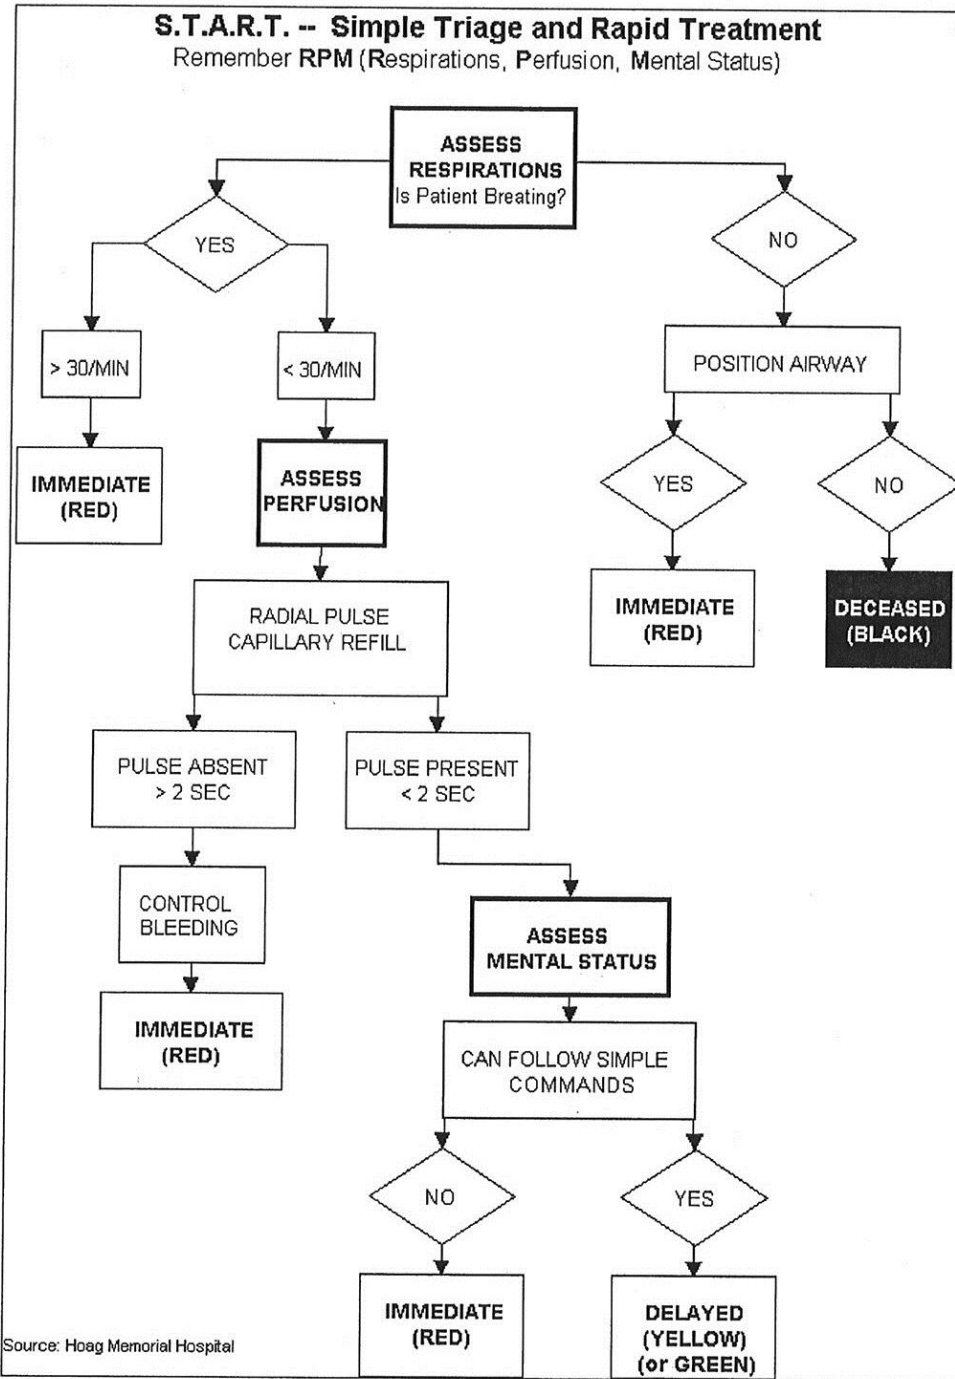 S.T.A.R.T. -- Simple Triage and Rapid Treatment
Remember RPM (Respirations, Perfusion, Mental Status)
ASSESS
RESPIRATIONS
Is Patient Breating?
YES
NO
> 30/MIN
< 30/MIN
POSITION AIRWAY
IMMEDIATE
(RED)
ASSESS
PERFUSION
YES
NO
RADIAL PULSE
CAPILLARY REFILL
IMMEDIATE
(RED)
DECEASED
(BLACK)
PULSE ABSENT
> 2 SEC
PULSE PRESENT
< 2 SEC
CONTROL
BLEEDING
ASSESS
MENTAL STATUS
IMMEDIATE
(RED)
CAN FOLLOW SIMPLE
COMMANDS
NO
YES
IMMEDIATE
(RED)
DELAYED
(YELLOW)
(or GREEN)
Source: Hoag Memorial Hospital